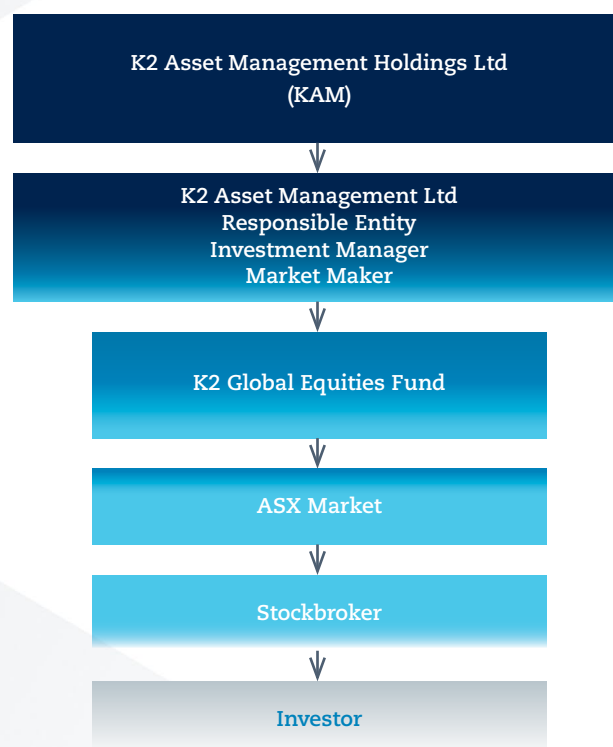 K2 Asset Management Holdings Ltd
(KAM)
K2 Asset Management Ltd
Responsible Entity
Investment Manager
Market Maker
K2 Global Equities Fund
ASX Market
Stockbroker
Investor